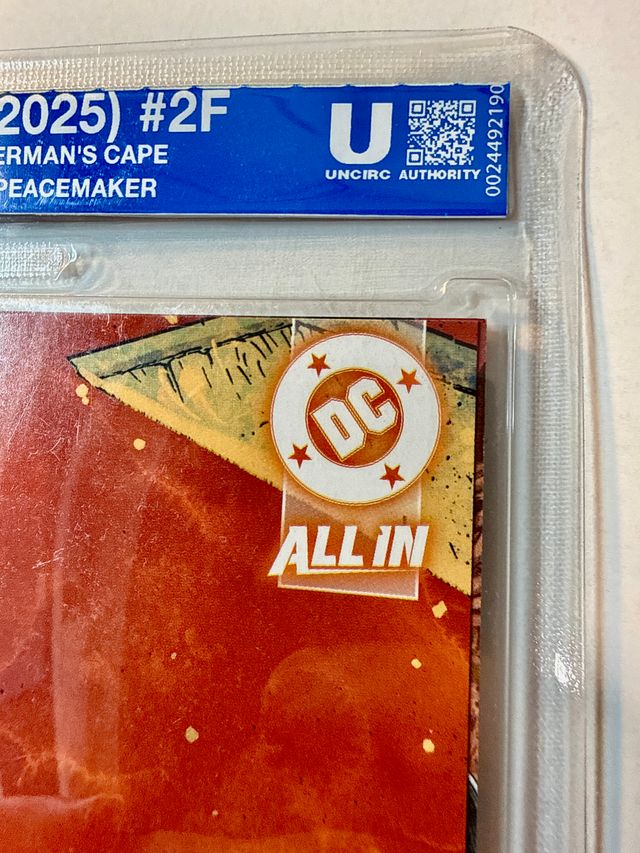 2025) #2F
ERMAN'S CAPE
PEACEMAKER
U
UNCIRC AUTHORITY
0024492190
DC
ALL IN